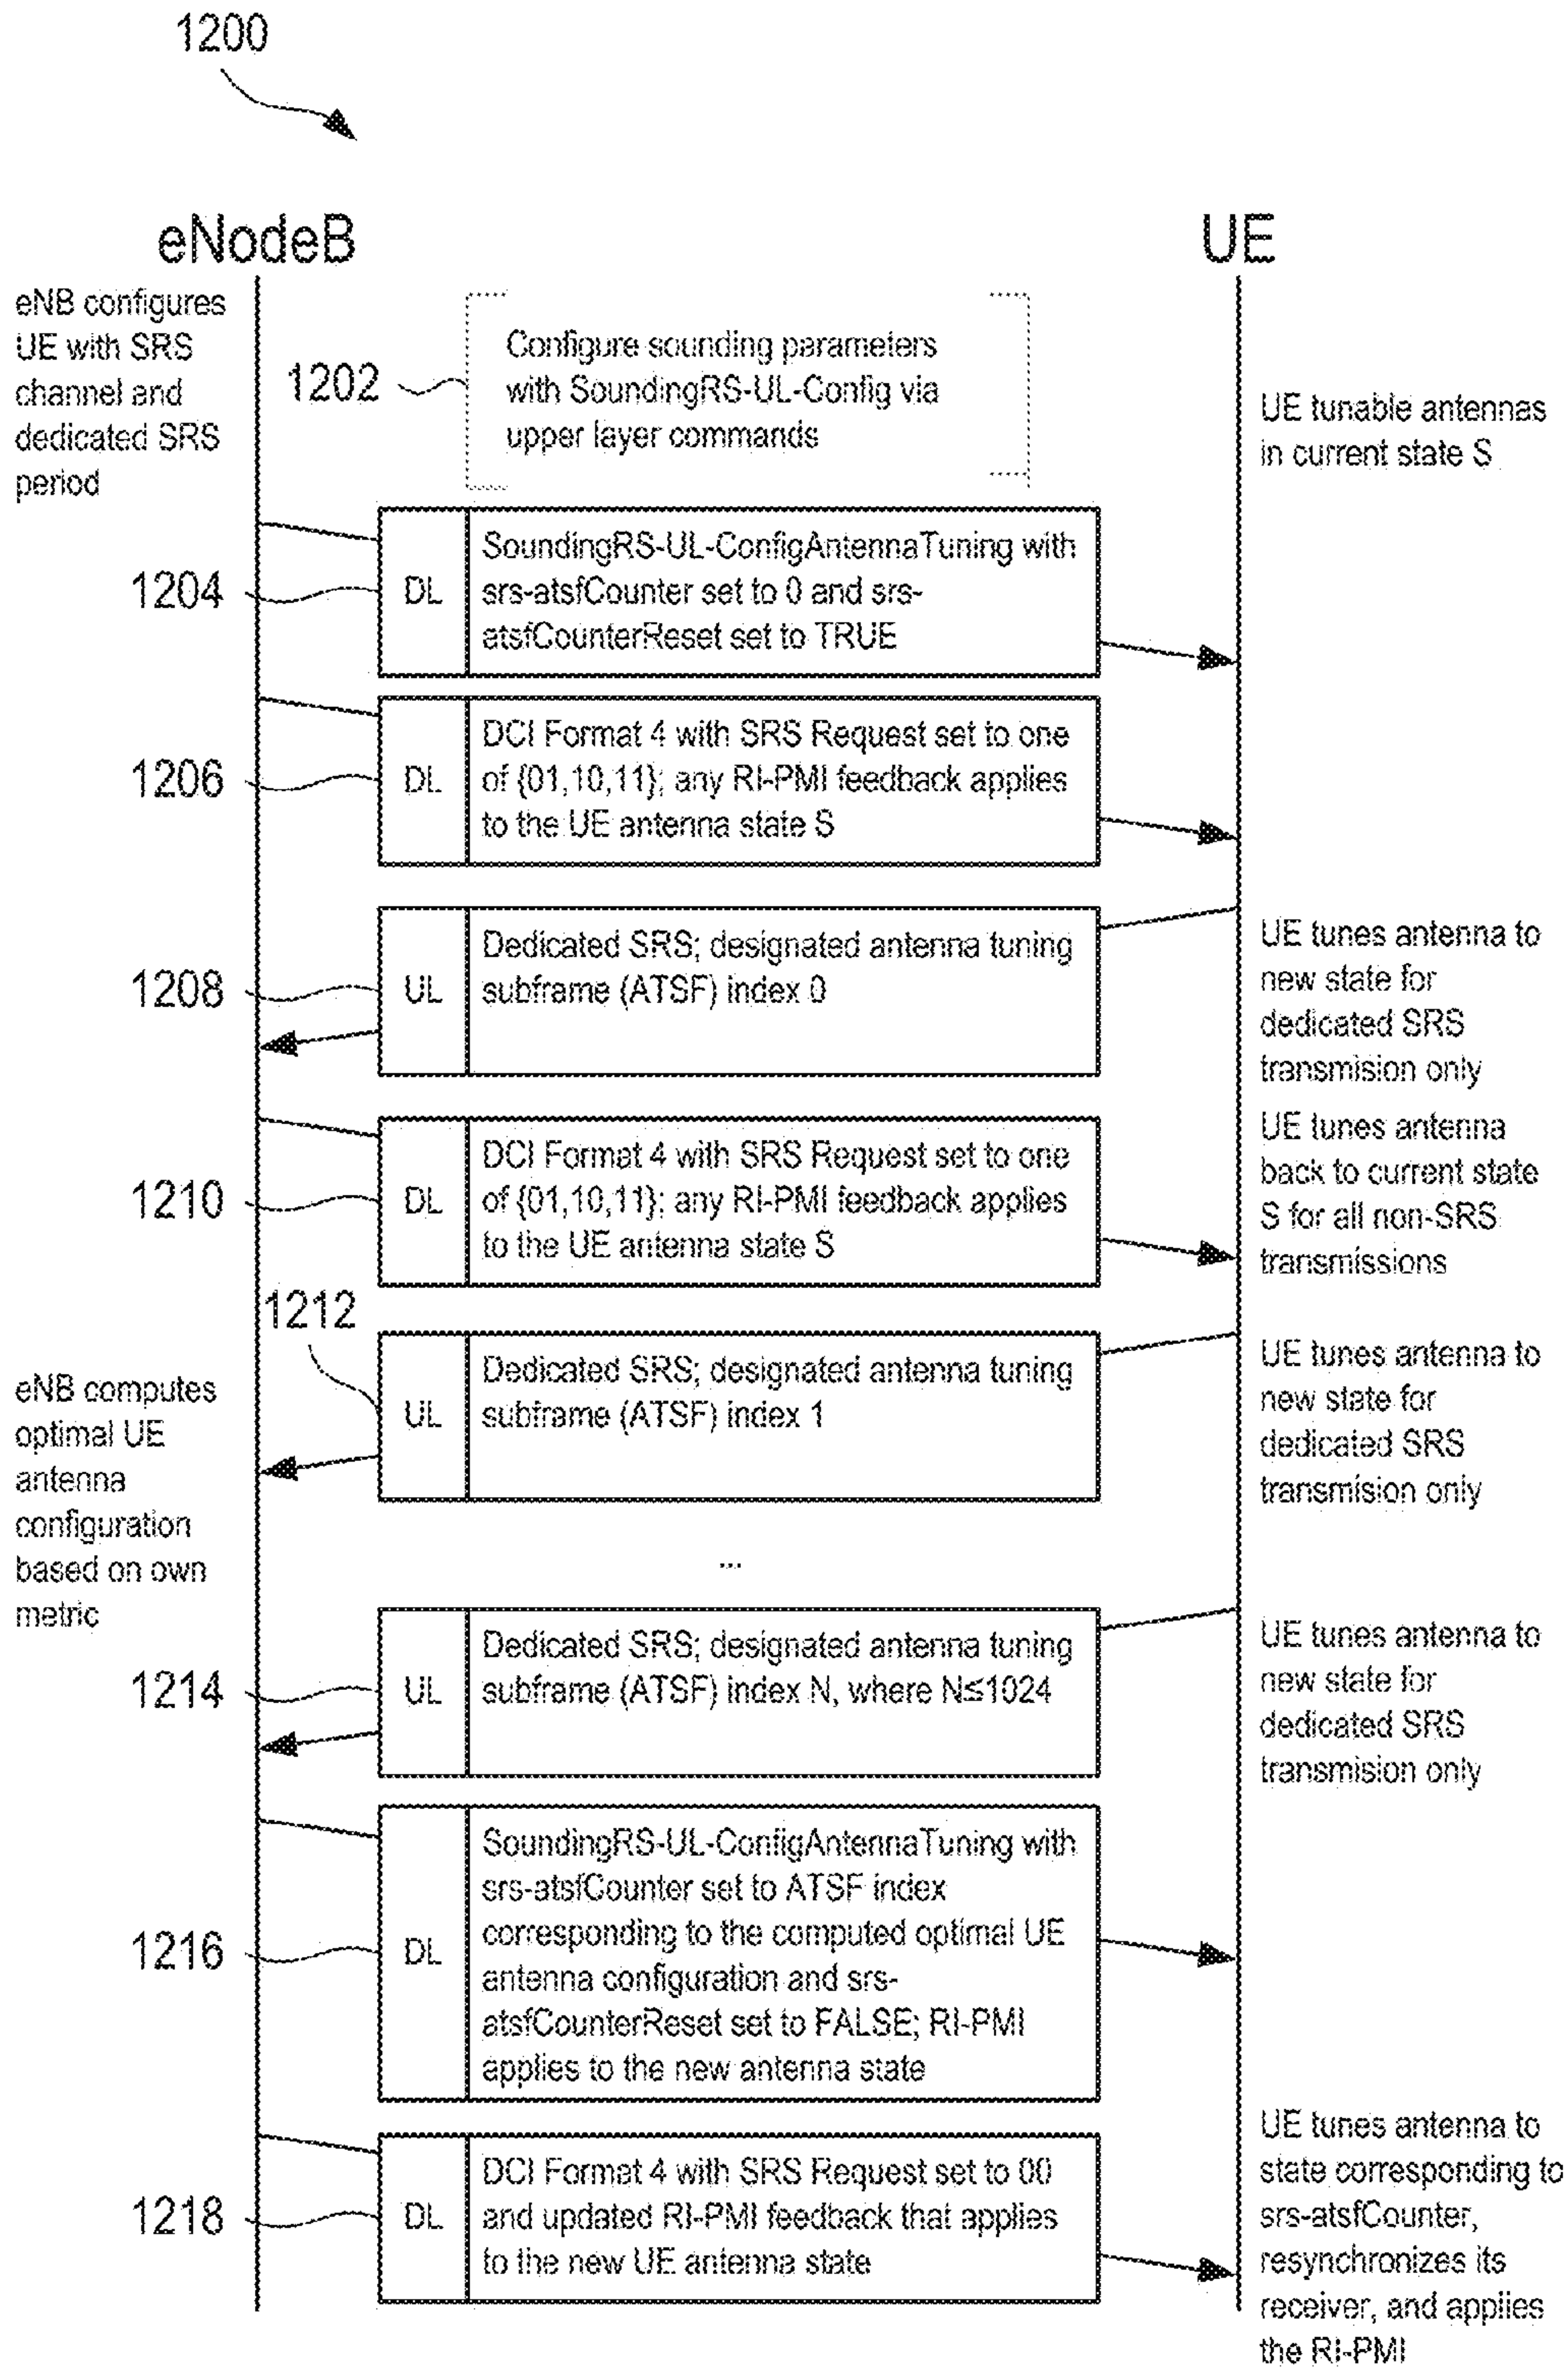 1200
eNodeB
UE
eNB configures
UE with SRS
channel and
dedicated SRS
period
1202
Configure sounding parameters
with SoundingRS-UL-Config via
upper layer commands
UE tunable antennas
in current state S
1204
DL
SoundingRS-UL-ConfigAntennaTuning with
srs-atsfCounter set to 0 and srs-
atsfCounterReset set to TRUE
1206
DL
DCI Format 4 with SRS Request set to one
of {01,10,11}; any RI-PMI feedback applies
to the UE antenna state S
1208
UL
Dedicated SRS; designated antenna tuning
subframe (ATSF) index 0
UE tunes antenna to
new state for
dedicated SRS
transmision only
1210
DL
DCI Format 4 with SRS Request set to one
of {01,10,11}; any RI-PMI feedback applies
to the UE antenna state S
UE tunes antenna
back to current state
S for all non-SRS
transmissions
1212
UL
Dedicated SRS; designated antenna tuning
subframe (ATSF) index 1
UE tunes antenna to
new state for
dedicated SRS
transmision only
eNB computes
optimal UE
antenna
configuration
based on own
metric
...
1214
UL
Dedicated SRS; designated antenna tuning
subframe (ATSF) index N, where N≤1024
UE tunes antenna to
new state for
dedicated SRS
transmision only
1216
DL
SoundingRS-UL-ConfigAntennaTuning with
srs-atsfCounter set to ATSF index
corresponding to the computed optimal UE
antenna configuration and srs-
atsfCounterReset set to FALSE; RI-PMI
applies to the new antenna state
1218
DL
DCI Format 4 with SRS Request set to 00
and updated RI-PMI feedback that applies
to the new UE antenna state
UE tunes antenna to
state corresponding to
srs-atsfCounter,
resynchronizes its
receiver, and applies
the RI-PMI